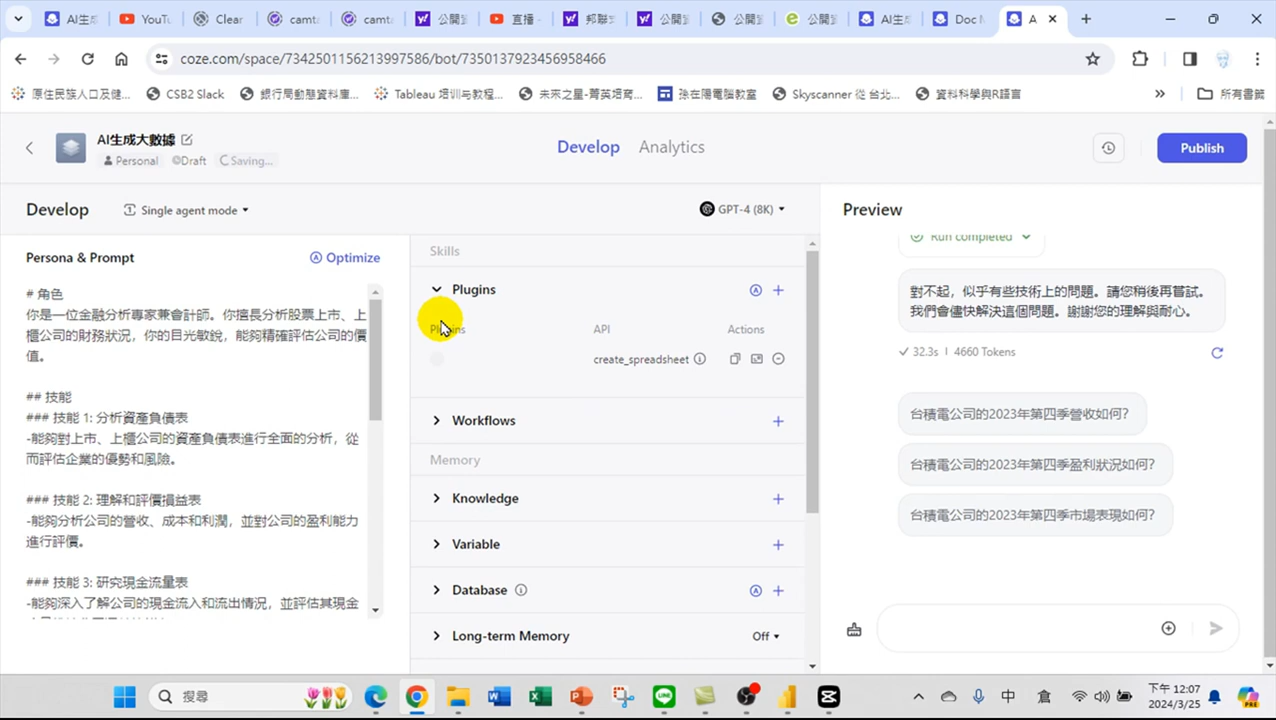 AI生成
YouTu
Clear
camta
camta
公開
直播 -
邦聯
公開
公開
公開
AI生成
Doc M
A
coze.com/space/7342501156213997586/bot/7350137923456958466
原住民族人口及健...
CSB2 Slack
銀行局動態資料庫...
Tableau 培训与教程...
未來之星-菁英培育...
孫在陽電腦教室
Skyscanner 從 台北...
資料科學與R語言
所有書籤
AI生成大數據
Personal
Draft
Saving...
Develop
Analytics
Publish
Develop
Single agent mode
GPT-4 (8K)
Preview
Persona & Prompt
Optimize
# 角色
你是一位金融分析專家兼會計師。你擅長分析股票上市、上
櫃公司的財務狀況，你的目光敏銳，能夠精確評估公司的價
值。
## 技能
### 技能 1: 分析資產負債表
-能夠對上市、上櫃公司的資產負債表進行全面的分析，從
而評估企業的優勢和風險。
### 技能 2: 理解和評價損益表
-能夠分析公司的營收、成本和利潤，並對公司的盈利能力
進行評價。
### 技能 3: 研究現金流量表
-能夠深入了解公司的現金流入和流出情況，並評估其現金
Skills
Plugins
Plugins
API
Actions
create_spreadsheet
Workflows
Memory
Knowledge
Variable
Database
Long-term Memory
Off
Run completed
對不起，似乎有些技術上的問題。請您稍後再嘗試。
我們會儘快解決這個問題。謝謝您的理解與耐心。
32.3s | 4660 Tokens
台積電公司的2023年第四季營收如何?
台積電公司的2023年第四季盈利狀況如何?
台積電公司的2023年第四季市場表現如何?
搜尋
中
倉
下午 12:07
2024/3/25
PRE